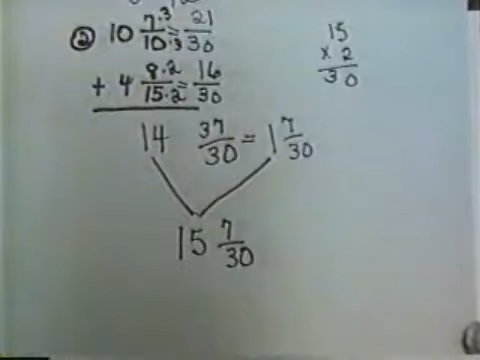 ② 10 7·3/10·3 = 21/30
+ 4 8·2/15·2 = 16/30
14 37/30 = 1 7/30
15 7/30
15
× 2
30